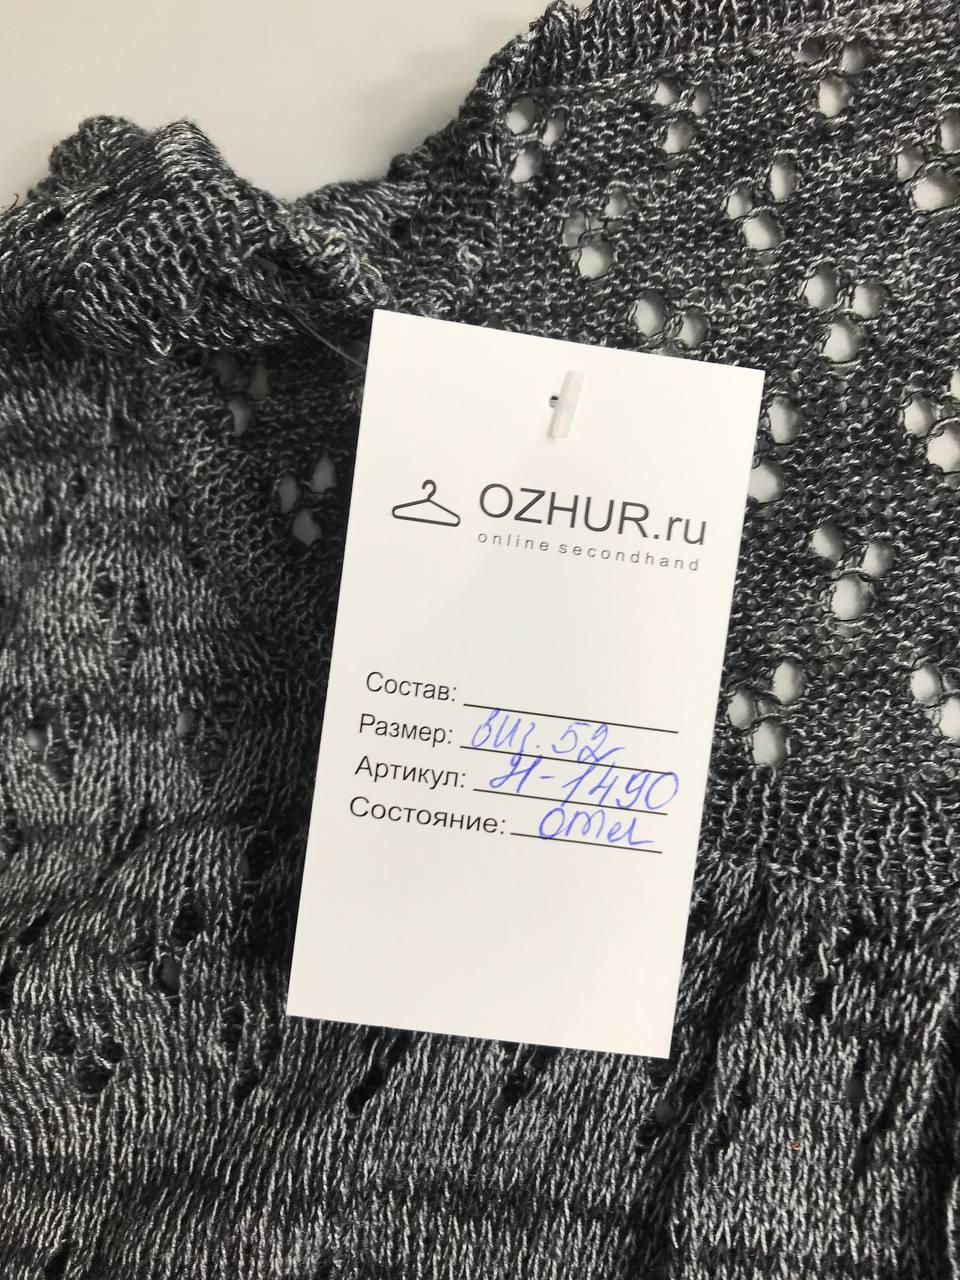 OZHUR.ru
online secondhand
Состав:
Размер: виз. 52
Артикул: Н-1490
Состояние: отл